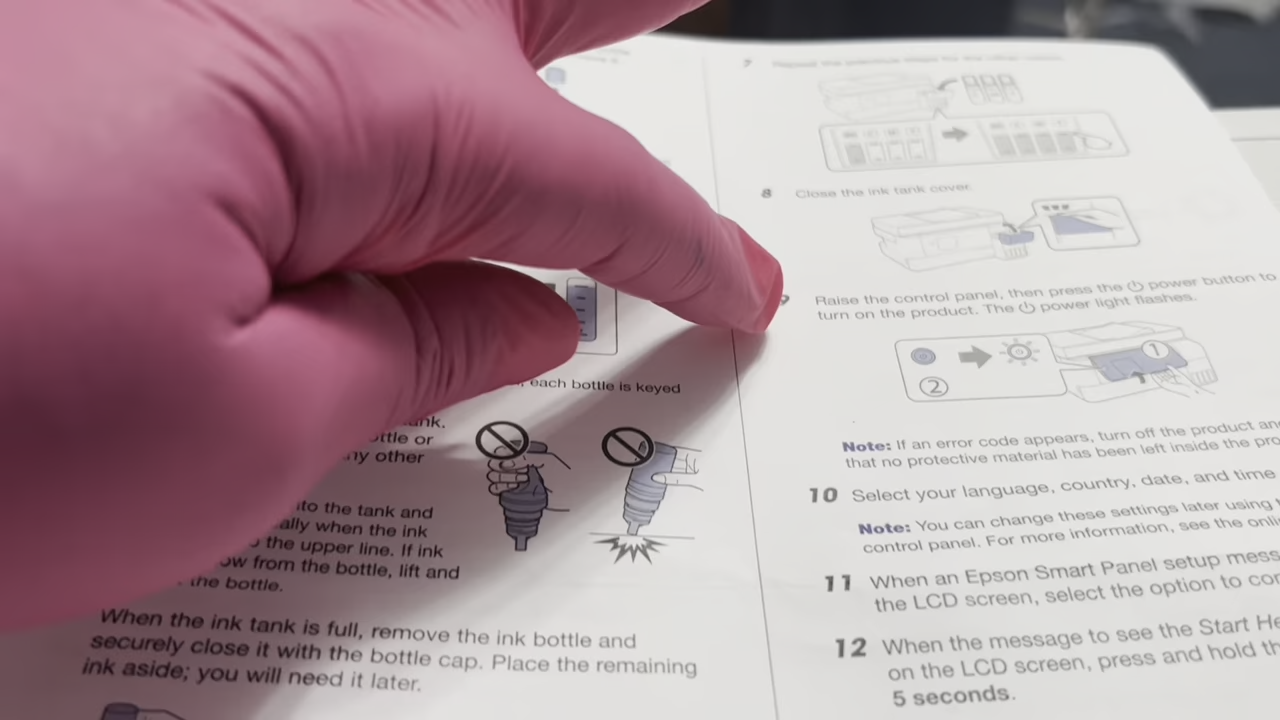 each bottle is keyed
ottle or
ny other
to the tank and
ally when the ink
the upper line. If ink
ow from the bottle, lift and
the bottle.
When the ink tank is full, remove the ink bottle and
securely close it with the bottle cap. Place the remaining
ink aside; you will need it later.
7
8 Close the ink tank cover.
Raise the control panel, then press the power button to
turn on the product. The power light flashes.
1
2
Note: If an error code appears, turn off the product an
that no protective material has been left inside the pro
10 Select your language, country, date, and time
Note: You can change these settings later using
control panel. For more information, see the onli
11 When an Epson Smart Panel setup mess
the LCD screen, select the option to con
12 When the message to see the Start He
on the LCD screen, press and hold th
5 seconds.